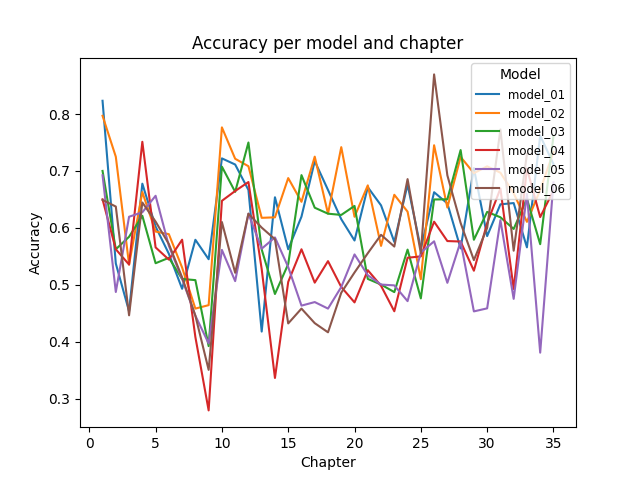 Accuracy per model and chapter
Model
model_01
model_02
model_03
model_04
model_05
model_06
0.8
0.7
0.6
0.5
0.4
0.3
Accuracy
0
5
10
15
20
25
30
35
Chapter